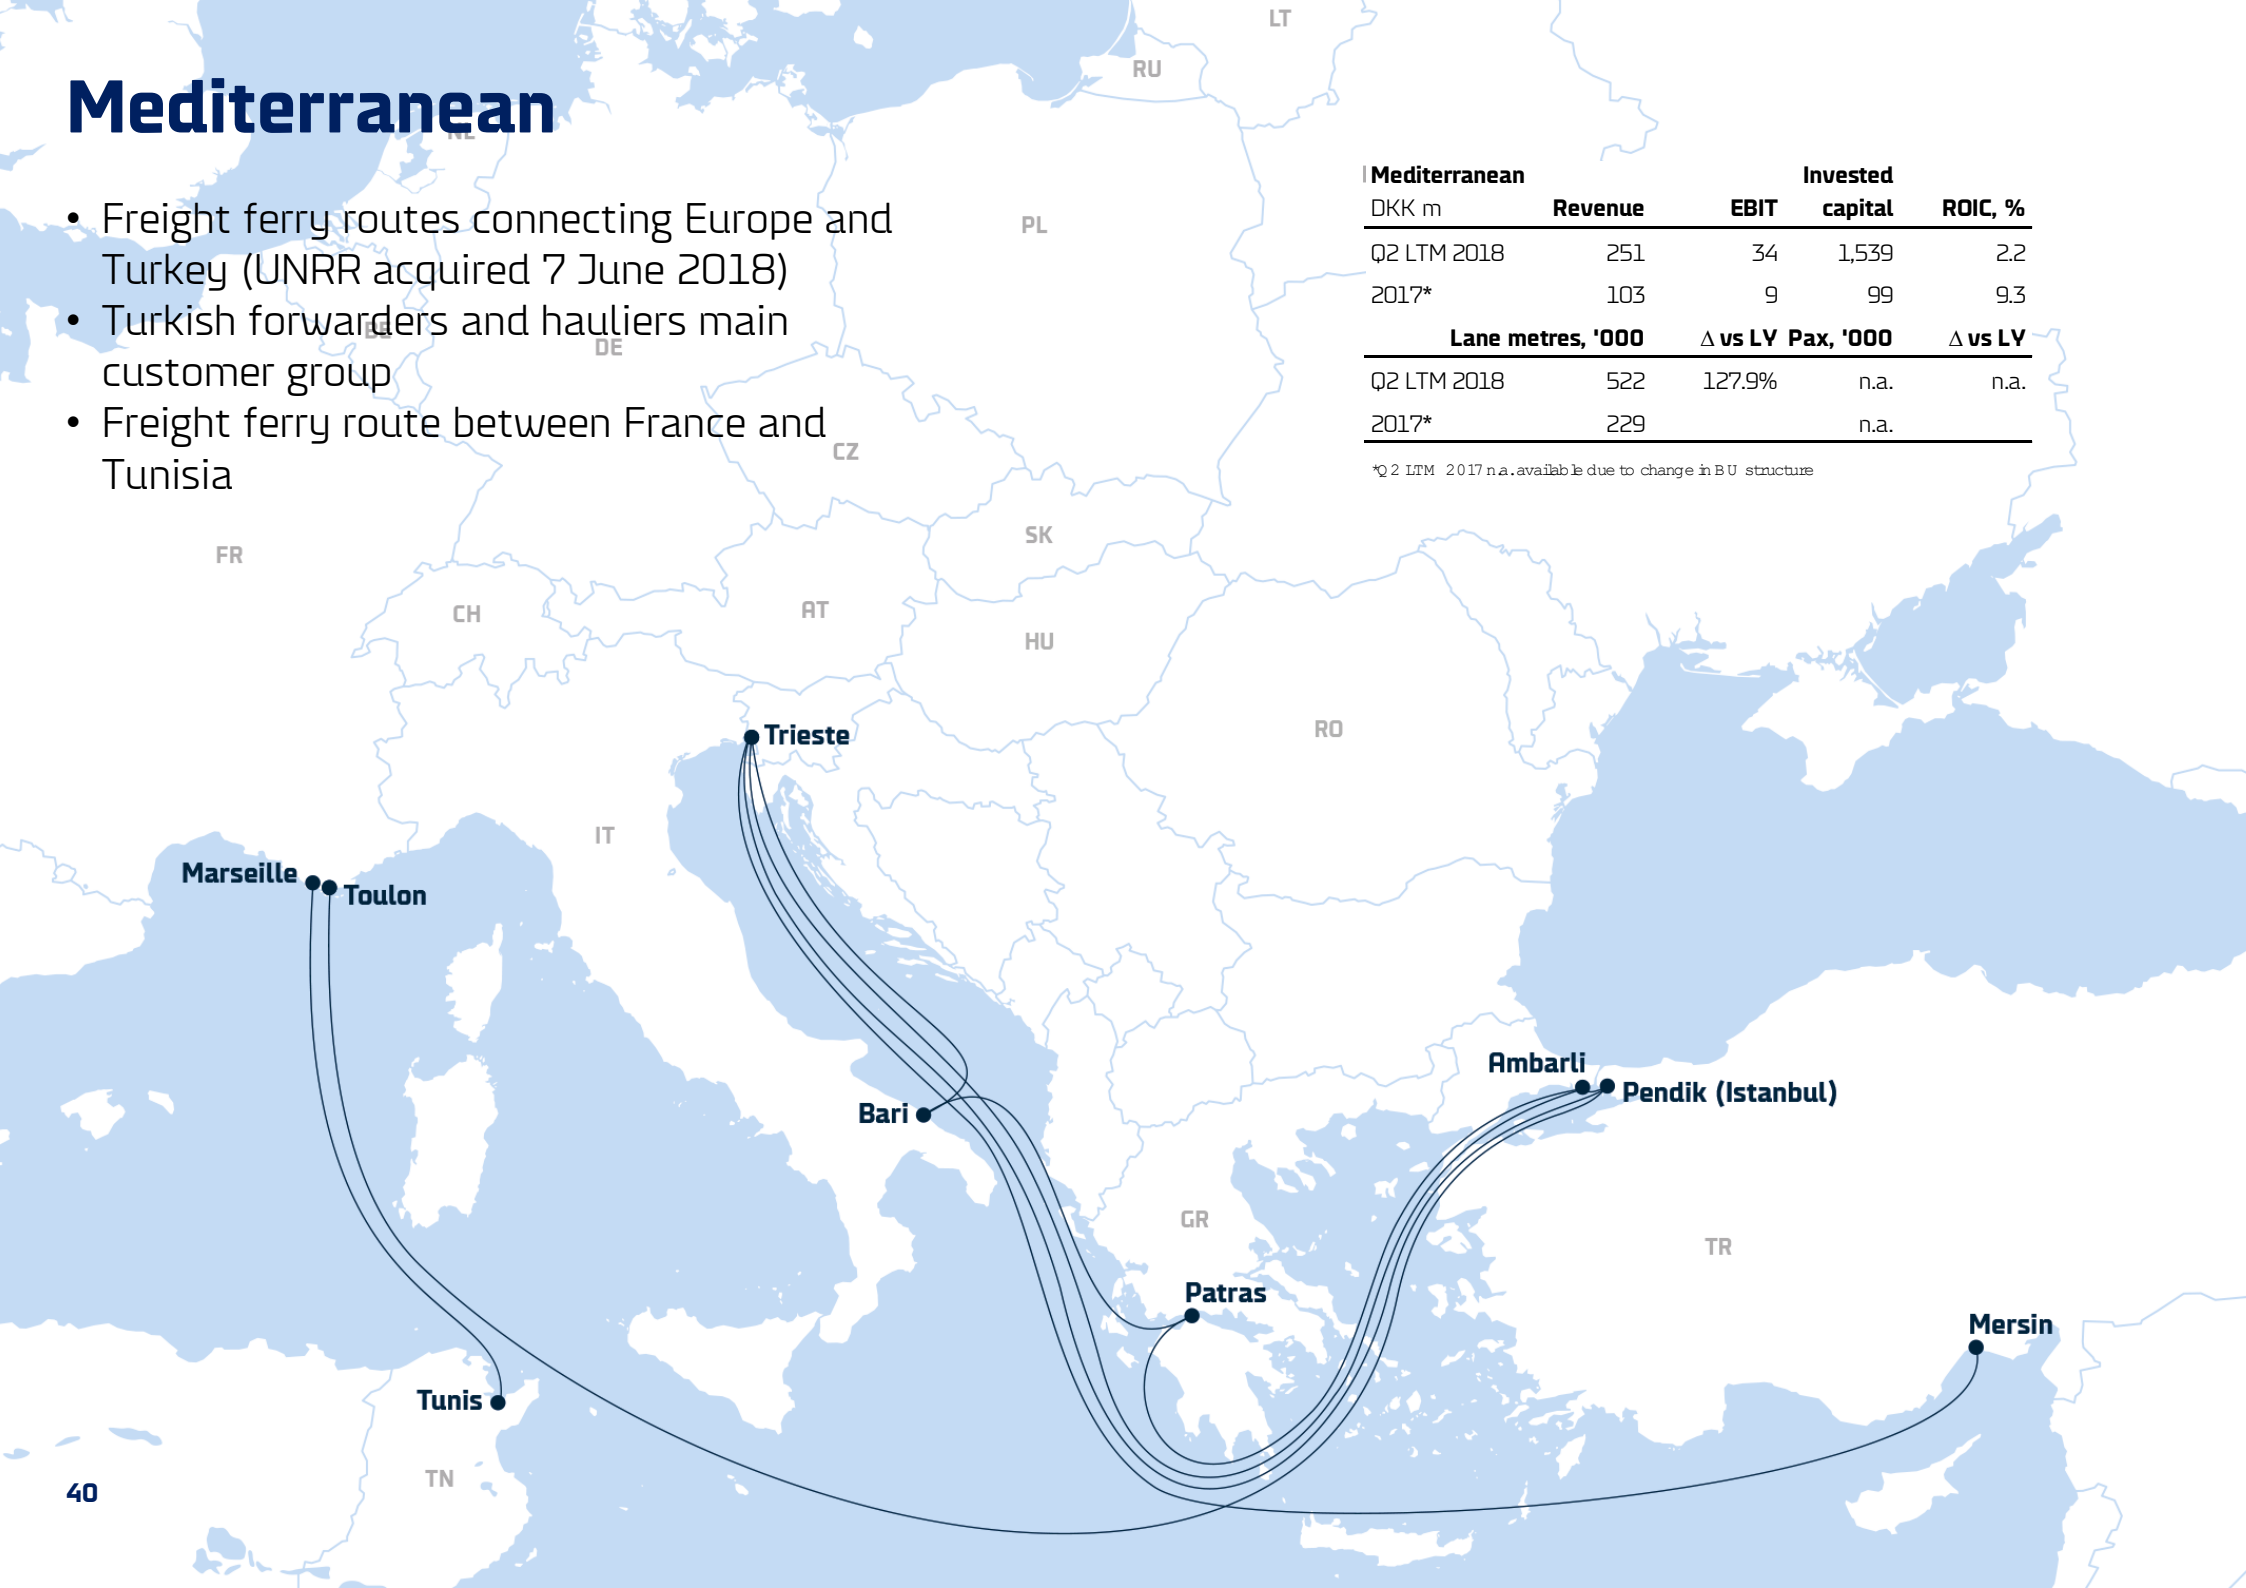 Mediterranean
• Freight ferry routes connecting Europe and
Turkey (UNRR acquired 7 June 2018)
• Turkish forwarders and hauliers main
customer group
• Freight ferry route between France and
Tunisia
Mediterranean Invested
DKK m Revenue EBIT capital ROIC, %
Q2 LTM 2018 251 34 1,539 2.2
2017* 103 9 99 9.3
Lane metres, '000 Δ vs LY Pax, '000 Δ vs LY
Q2 LTM 2018 522 127.9% n.a. n.a.
2017* 229 n.a.
*Q2 LTM 2017 n.a. available due to change in BU structure
LT
RU
NL
PL
BE
DE
CZ
SK
FR
CH
AT
HU
RO
Trieste
IT
Marseille
Toulon
Ambarli
Pendik (Istanbul)
Bari
GR
TR
Patras
Mersin
Tunis
TN
40